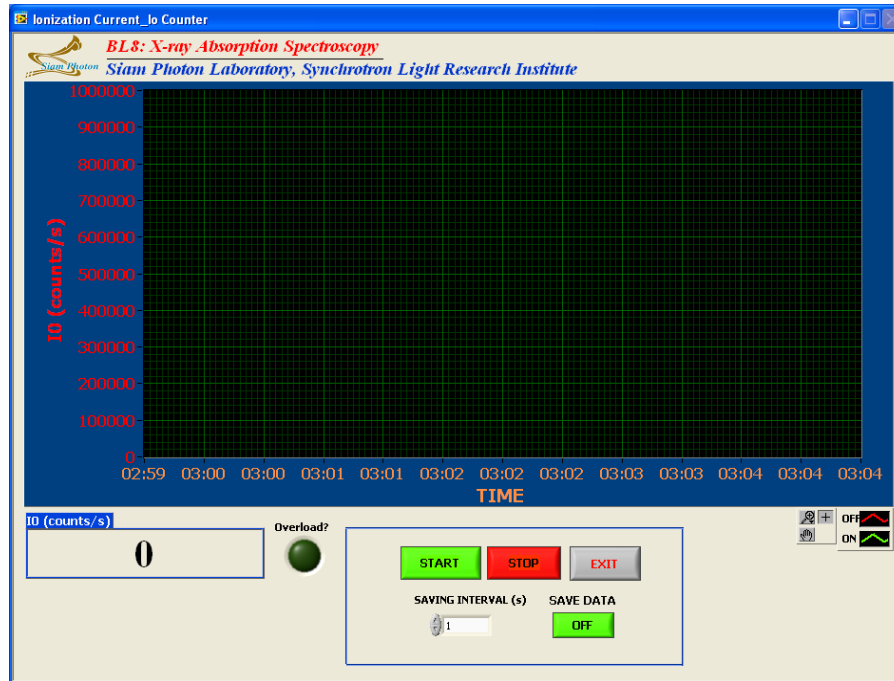 Ionization Current_Io Counter
BL8: X-ray Absorption Spectroscopy
Siam Photon
Siam Photon Laboratory, Synchrotron Light Research Institute
1000000
900000
800000
700000
600000
500000
400000
300000
200000
100000
0
I0 (counts/s)
02:59 03:00 03:00 03:01 03:01 03:02 03:02 03:02 03:03 03:03 03:04 03:04 03:04
TIME
I0 (counts/s)
0
Overload?
START STOP EXIT
SAVING INTERVAL (s) SAVE DATA
1 OFF
OFF
ON